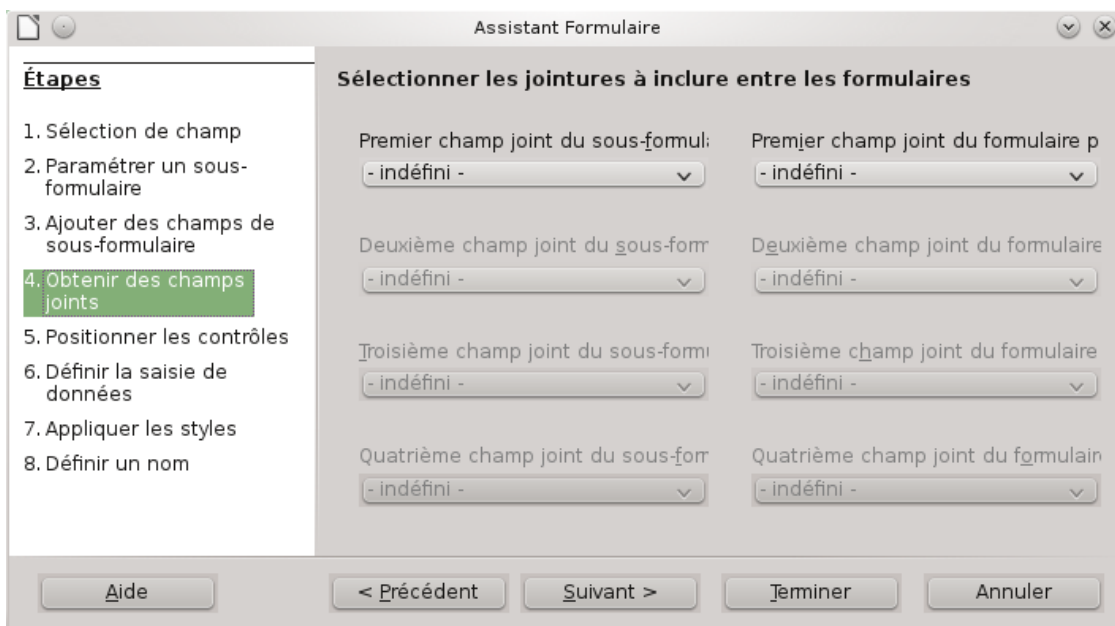 Assistant Formulaire
Étapes
1. Sélection de champ
2. Paramétrer un sous-
formulaire
3. Ajouter des champs de
sous-formulaire
4. Obtenir des champs
joints
5. Positionner les contrôles
6. Définir la saisie de
données
7. Appliquer les styles
8. Définir un nom
Sélectionner les jointures à inclure entre les formulaires
Premier champ joint du sous-formul
Premier champ joint du formulaire p
- indéfini -
- indéfini -
Deuxième champ joint du sous-form
Deuxième champ joint du formulaire
- indéfini -
- indéfini -
Troisième champ joint du sous-form
Troisième champ joint du formulaire
- indéfini -
- indéfini -
Quatrième champ joint du sous-form
Quatrième champ joint du formulair
- indéfini -
- indéfini -
Aide
< Précédent
Suivant >
Terminer
Annuler